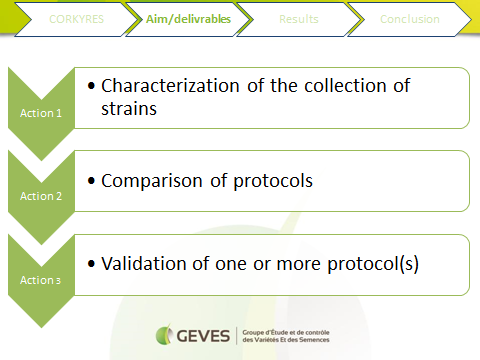 CORKYRES Aim/delivrables Results Conclusion
• Characterization of the collection of
strains
Action 1
• Comparison of protocols
Action 2
• Validation of one or more protocol(s)
Action 3
GEVES
Groupe d'Étude et de contrôle
des Variétés Et des Semences